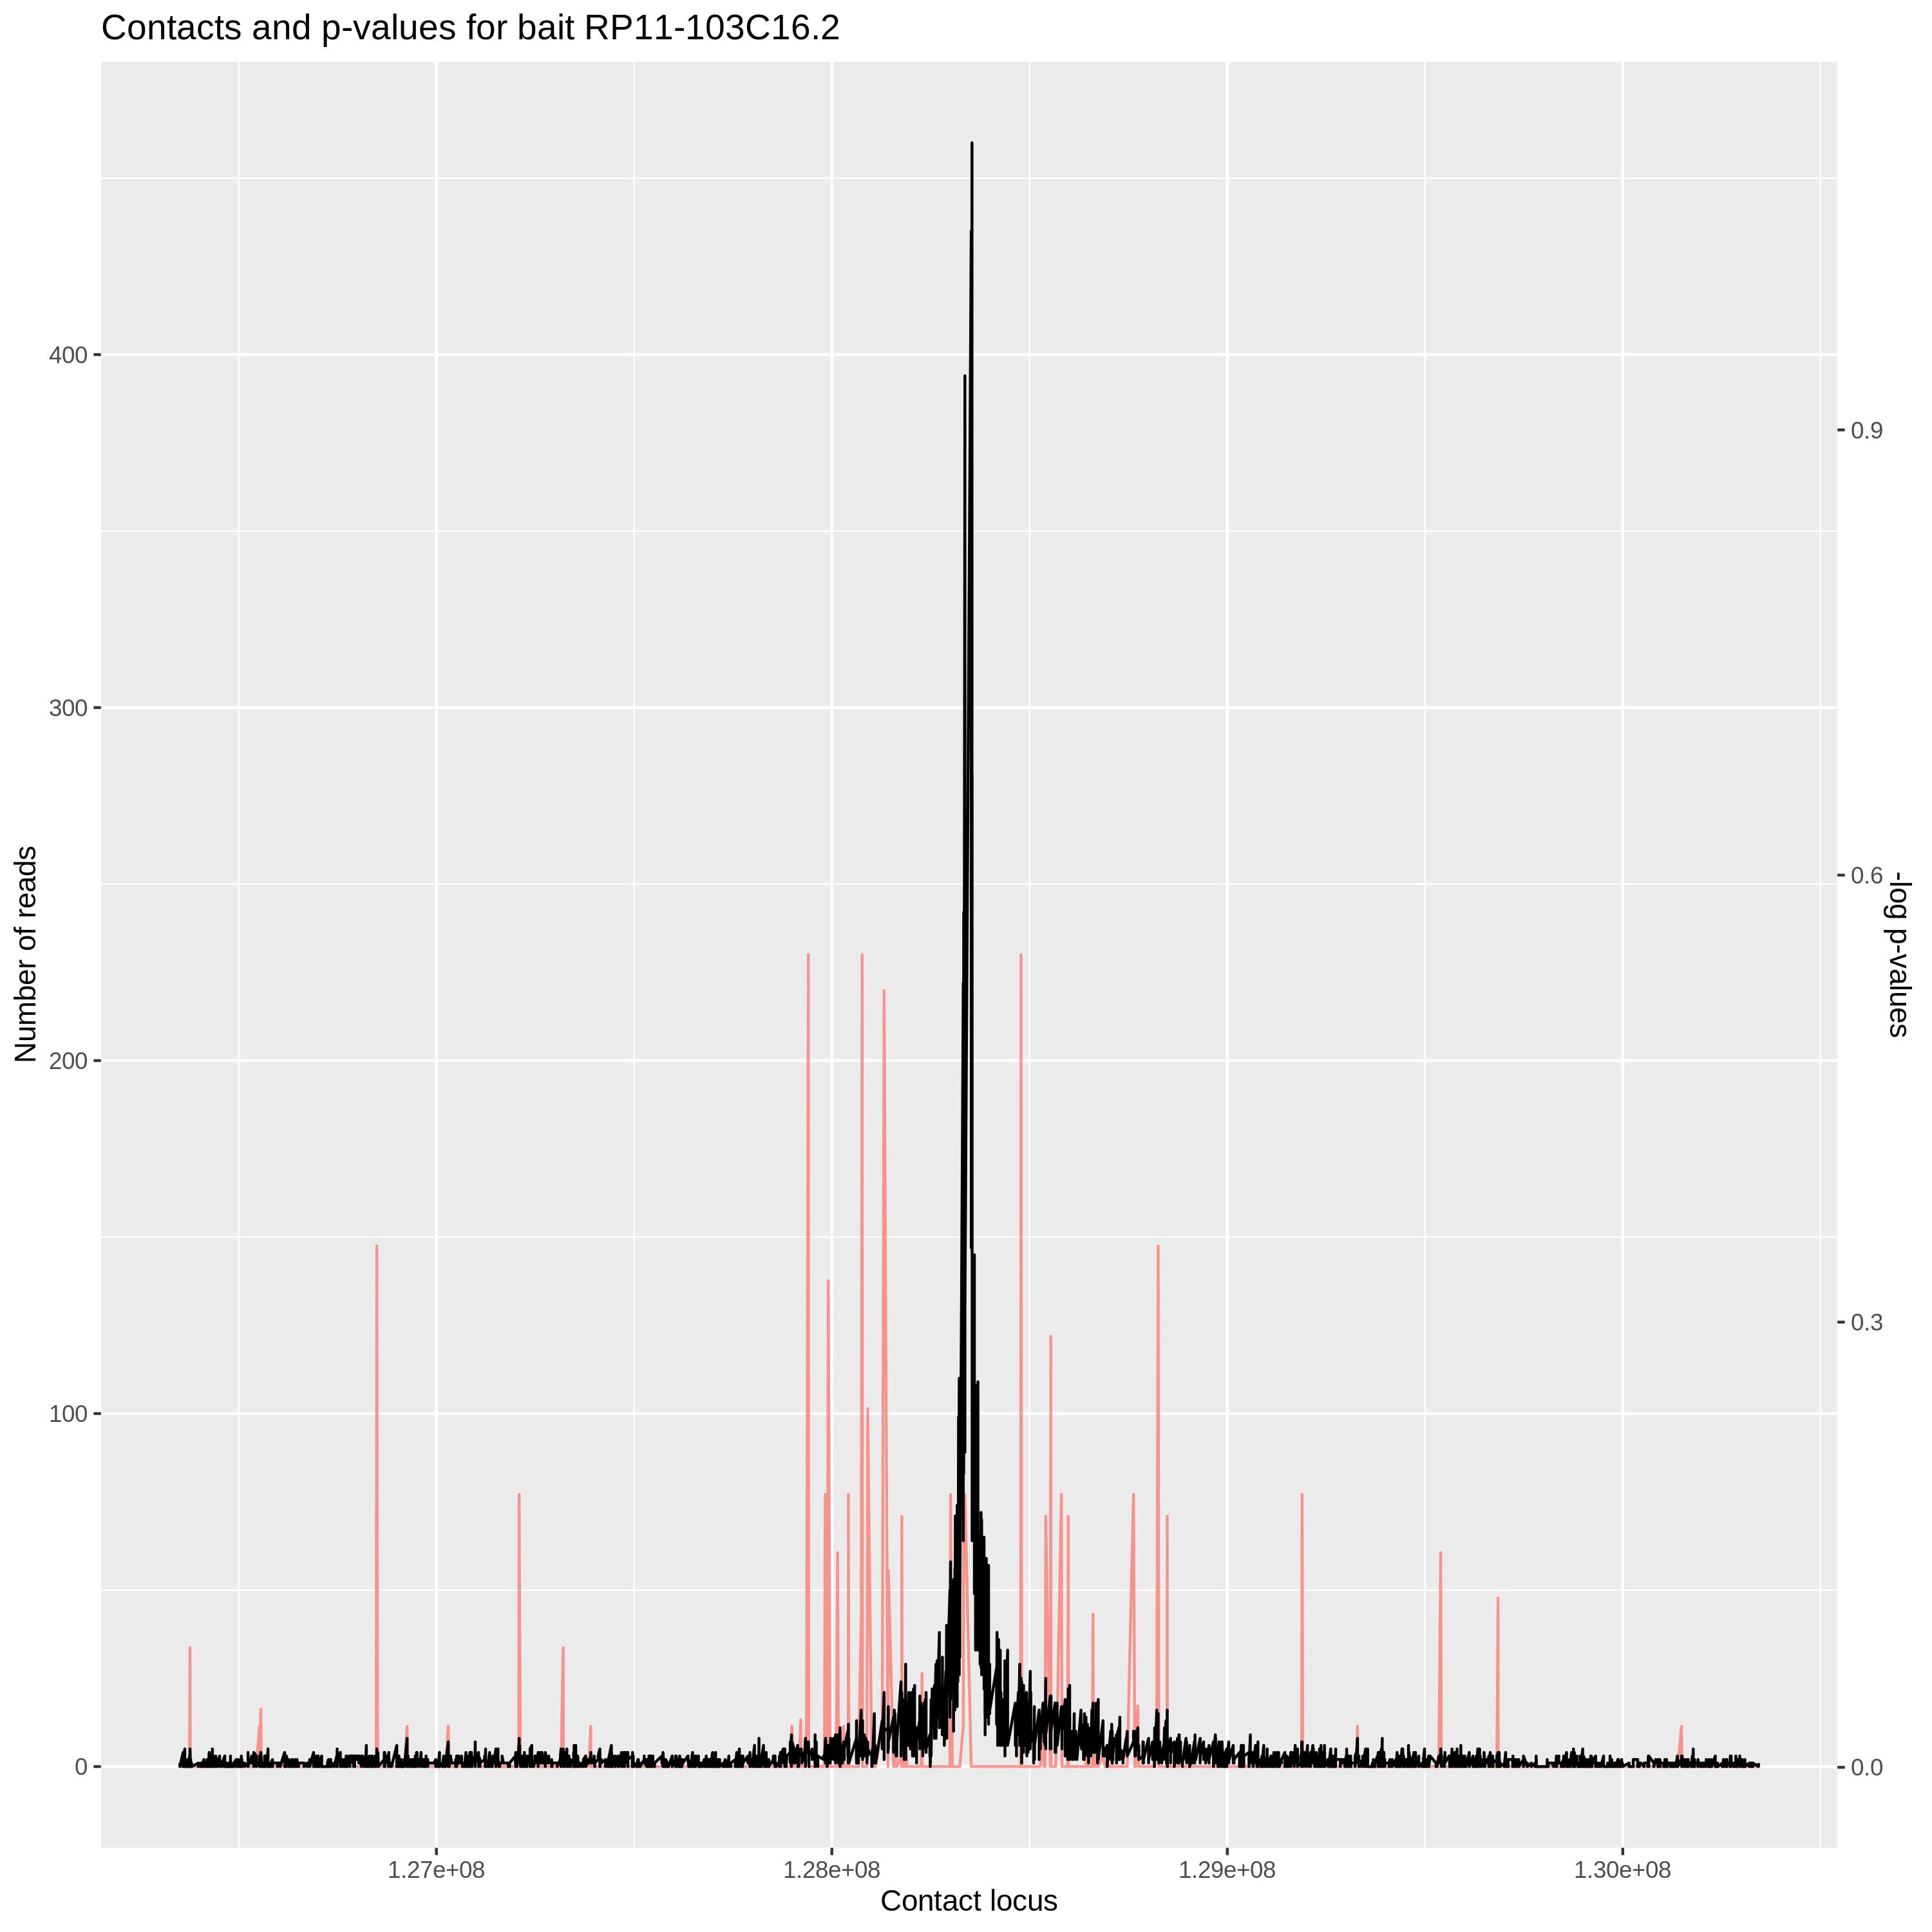 Contacts and p-values for bait RP11-103C16.2
400
300
200
100
0
Number of reads
0.9
0.6
0.3
0.0
-log p-values
1.27e+08
1.28e+08
1.29e+08
1.30e+08
Contact locus